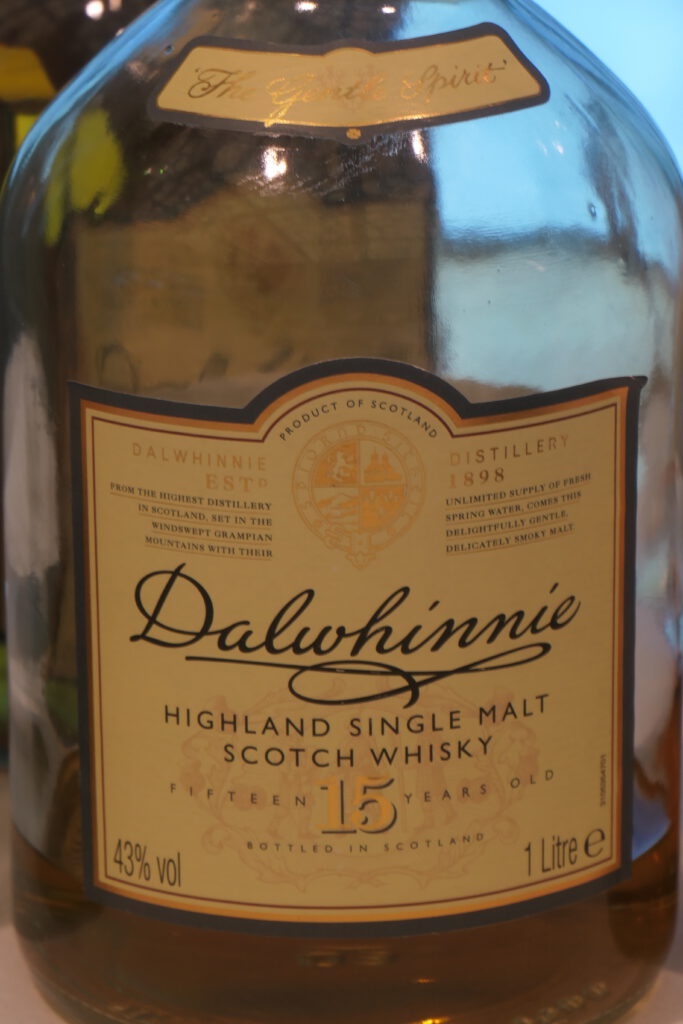 'The Gentle Spirit'
PRODUCT OF SCOTLAND
DALWHINNIE
ESTD
DISTILLERY
1898
FROM THE HIGHEST DISTILLERY
IN SCOTLAND, SET IN THE
WINDSWEPT GRAMPIAN
MOUNTAINS WITH THEIR
UNLIMITED SUPPLY OF FRESH
SPRING WATER, COMES THIS
DELIGHTFULLY GENTLE,
DELICATELY SMOKY MALT
Dalwhinnie
HIGHLAND SINGLE MALT
SCOTCH WHISKY
FIFTEEN 15 YEARS OLD
BOTTLED IN SCOTLAND
43% vol
1 Litre e